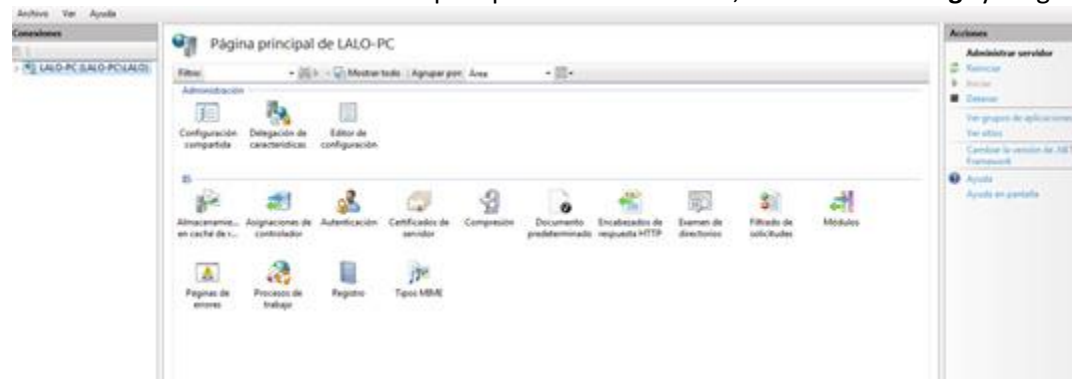 Archivo Ver Ayuda
Conexiones
LALO-PC (LALO-PC\LALO)
Página principal de LALO-PC
Filtro: Mostrar todo Agrupar por: Área
Administración
Configuración compartida
Delegación de características
Editor de configuración
IIS
Almacenamie... en caché de r...
Asignaciones de controlador
Autenticación
Certificados de servidor
Compresión
Documento predeterminado
Encabezados de respuesta HTTP
Examen de directorios
Filtrado de solicitudes
Módulos
Páginas de errores
Procesos de trabajo
Registro
Tipos MIME
Acciones
Administrar servidor
Reiniciar
Iniciar
Detener
Ver grupos de aplicaciones
Ver sitios
Cambiar la versión de .NET
Framework
Ayuda
Ayuda en pantalla